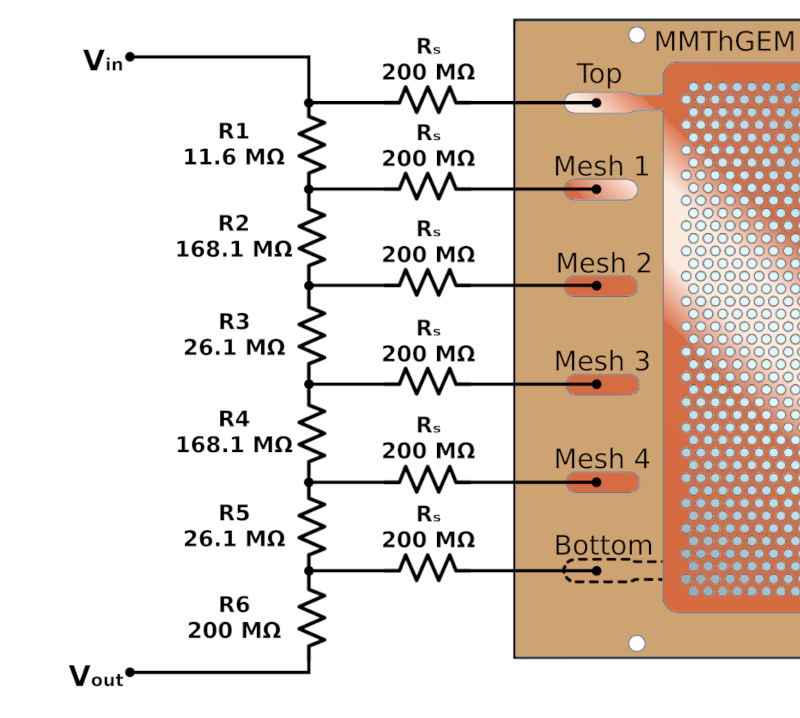 V_in
R1
11.6 MΩ
R2
168.1 MΩ
R3
26.1 MΩ
R4
168.1 MΩ
R5
26.1 MΩ
R6
200 MΩ
V_out
Rₛ
200 MΩ
Rₛ
200 MΩ
Rₛ
200 MΩ
Rₛ
200 MΩ
Rₛ
200 MΩ
Rₛ
200 MΩ
MMThGEM
Top
Mesh 1
Mesh 2
Mesh 3
Mesh 4
Bottom